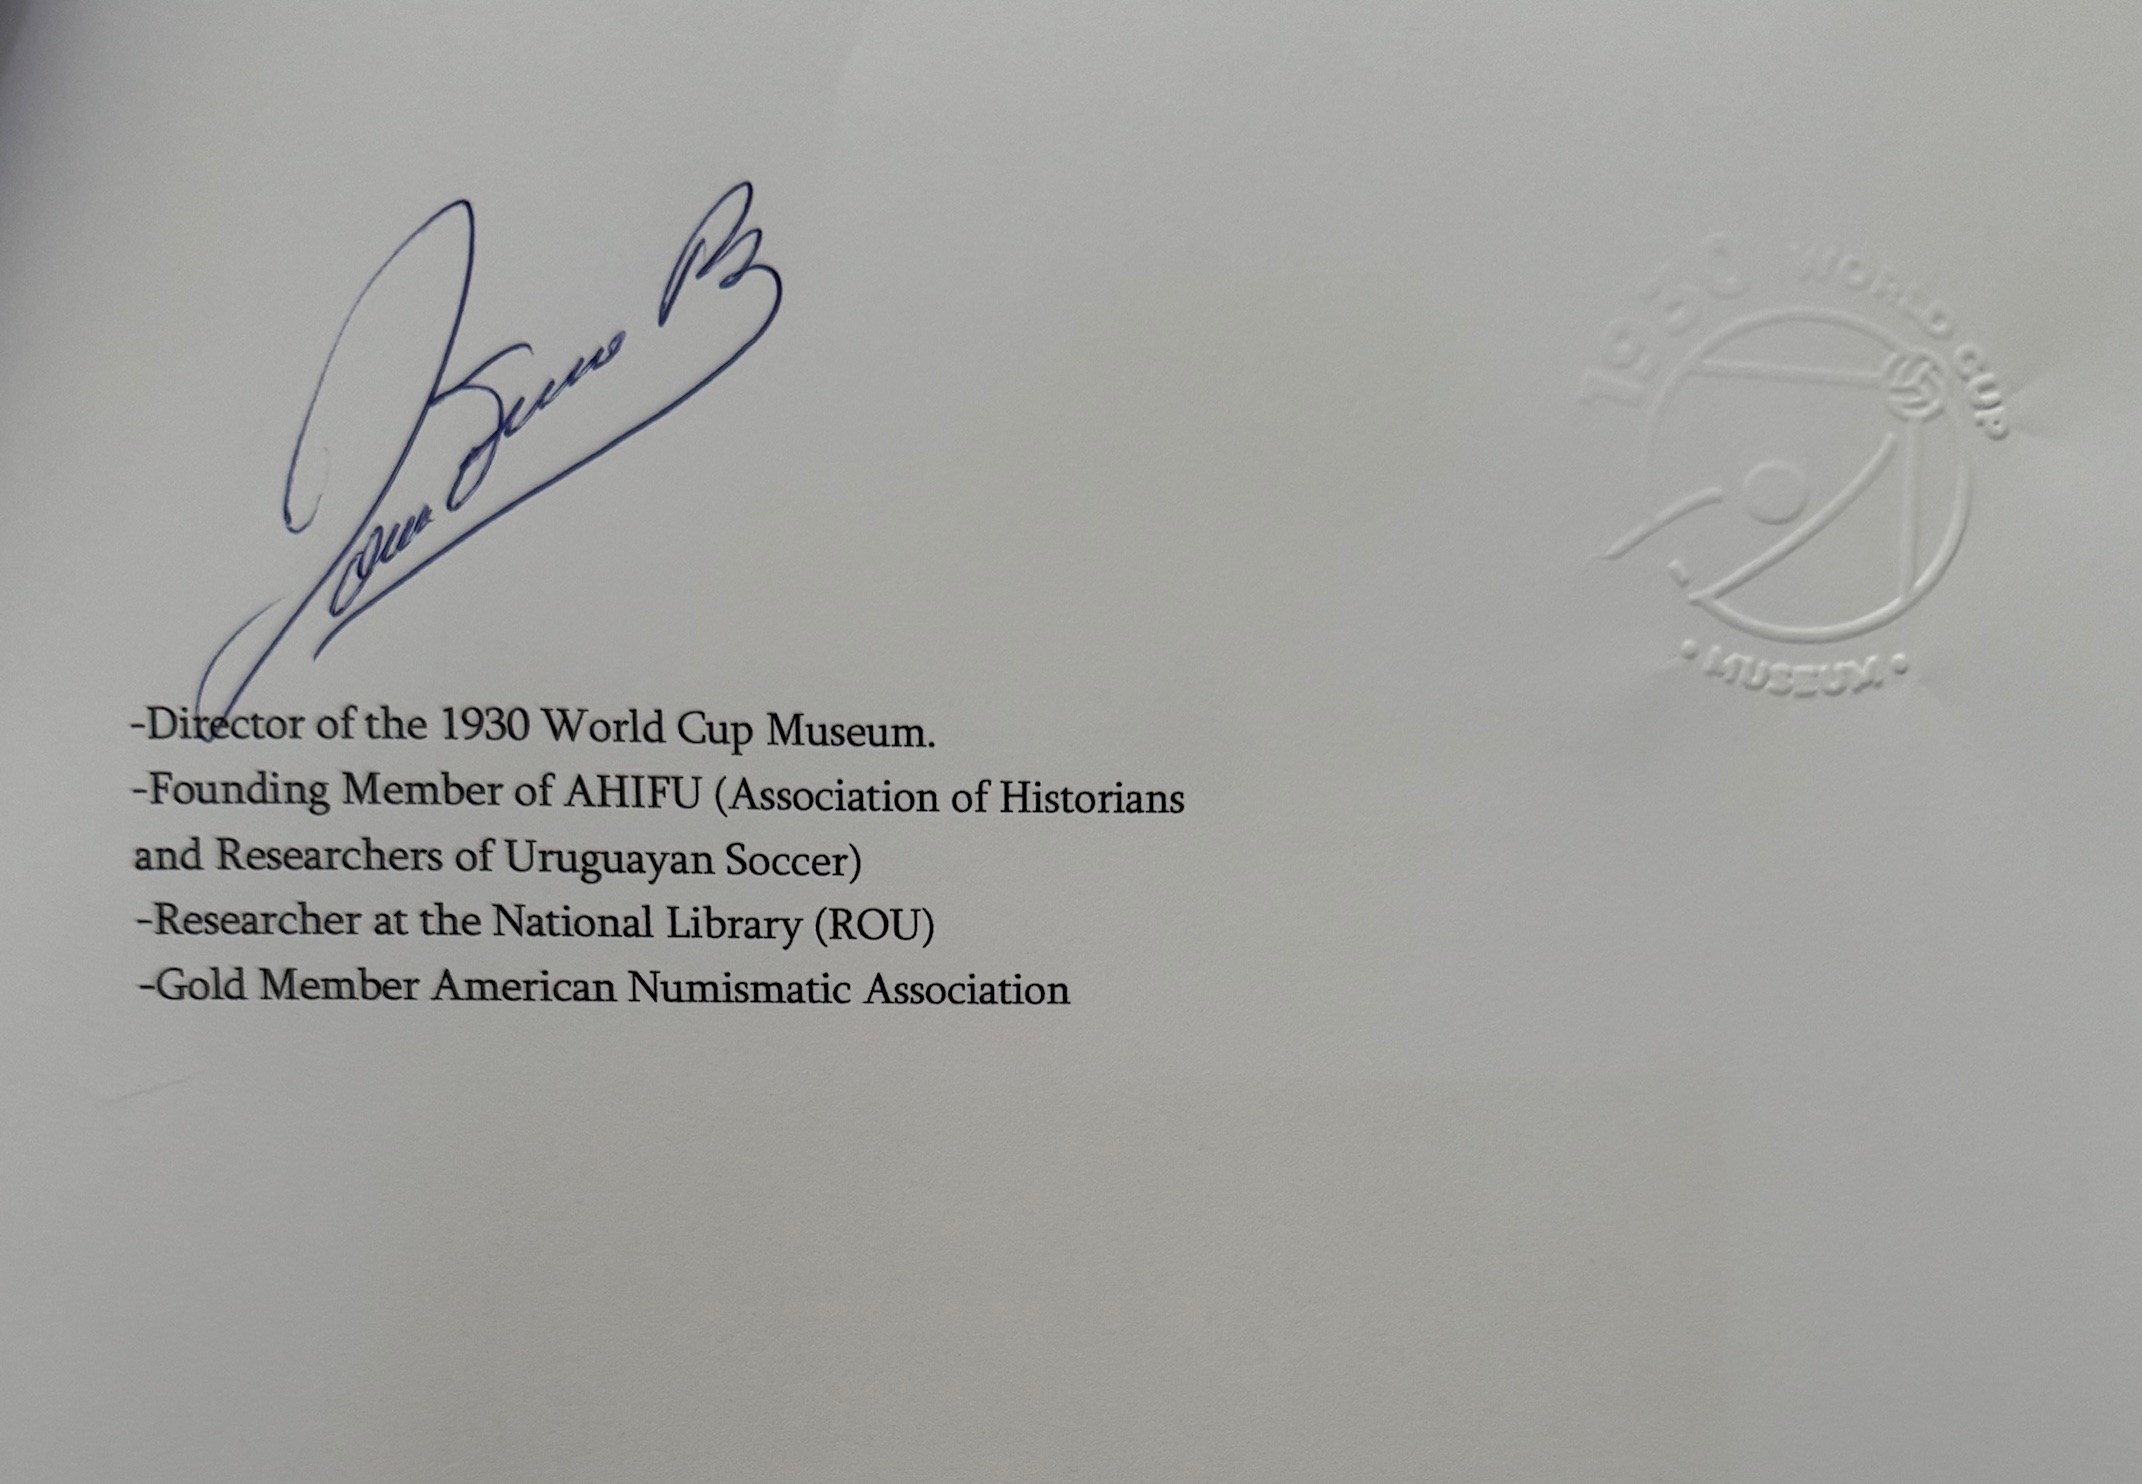 1930 WORLD CUP
• MUSEUM •
-Director of the 1930 World Cup Museum.
-Founding Member of AHIFU (Association of Historians
and Researchers of Uruguayan Soccer)
-Researcher at the National Library (ROU)
-Gold Member American Numismatic Association